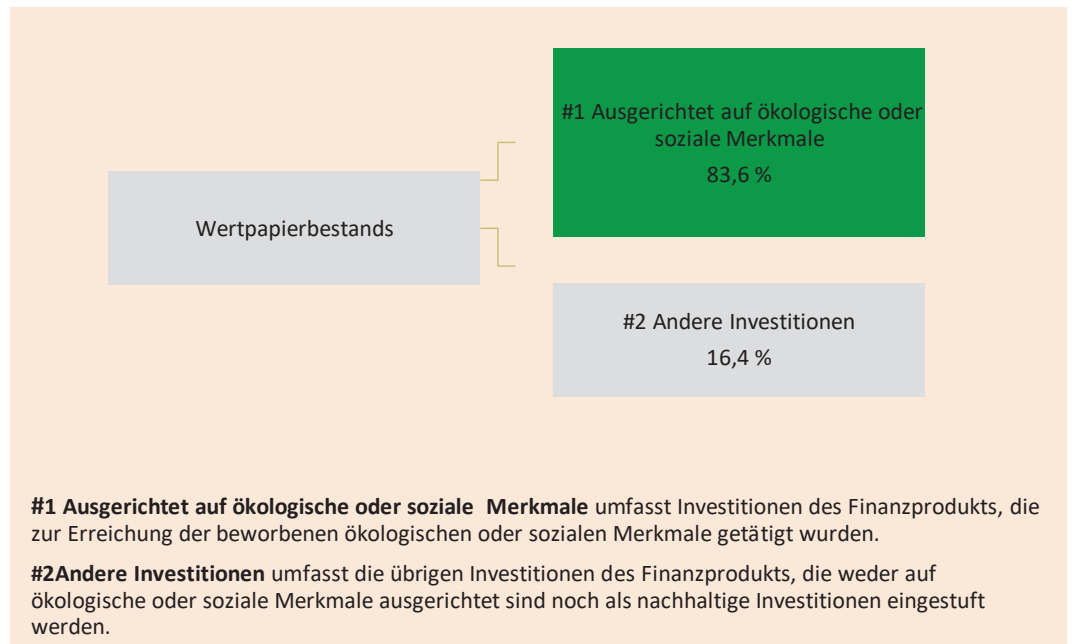 #1 Ausgerichtet auf ökologische oder
soziale Merkmale
83,6 %
Wertpapierbestands
#2 Andere Investitionen
16,4 %
#1 Ausgerichtet auf ökologische oder soziale Merkmale umfasst Investitionen des Finanzprodukts, die
zur Erreichung der beworbenen ökologischen oder sozialen Merkmale getätigt wurden.
#2Andere Investitionen umfasst die übrigen Investitionen des Finanzprodukts, die weder auf
ökologische oder soziale Merkmale ausgerichtet sind noch als nachhaltige Investitionen eingestuft
werden.